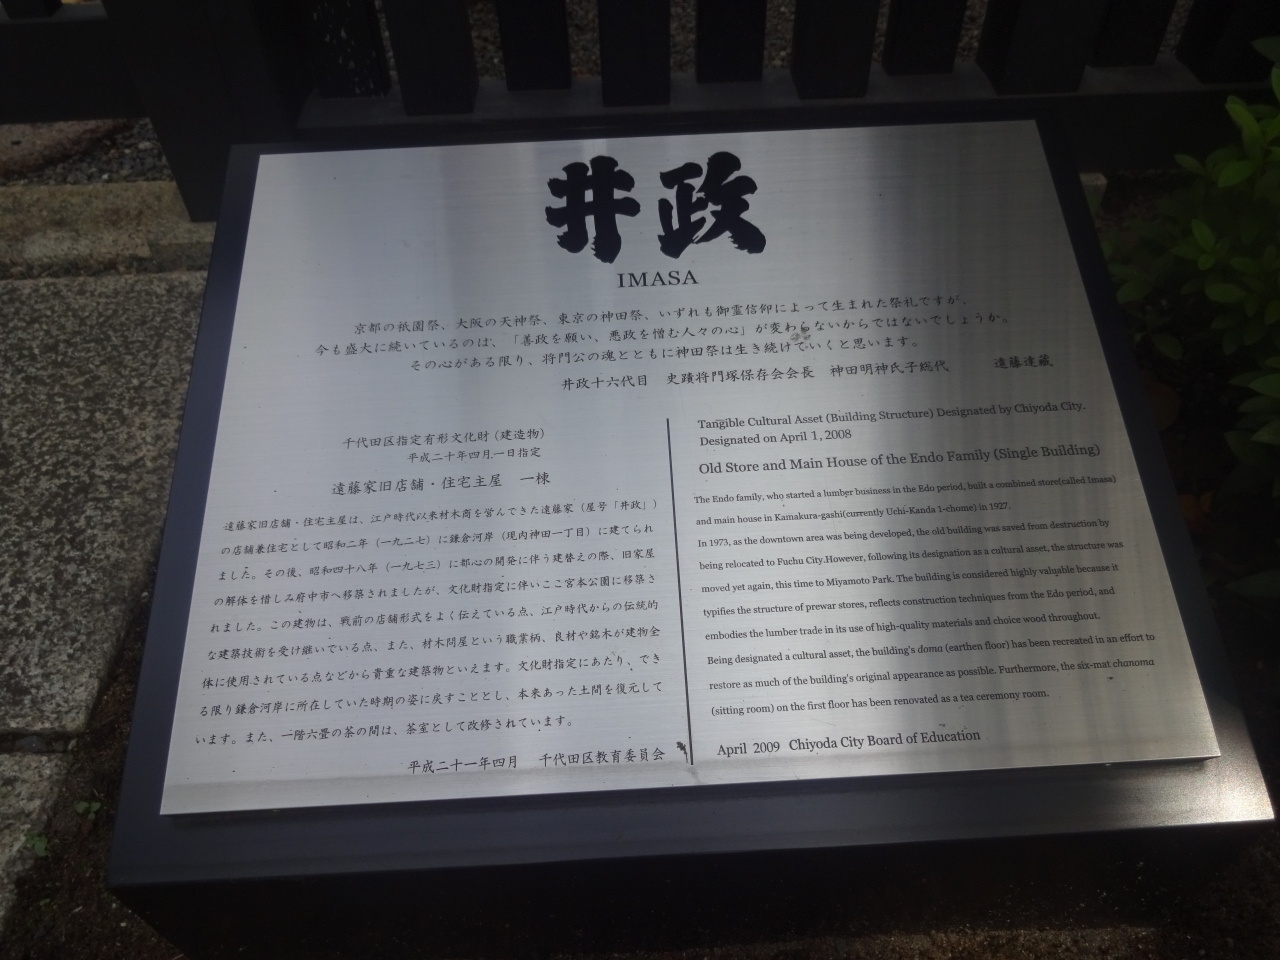 井政
IMASA
京都の祇園祭、大阪の天神祭、東京の神田祭、いずれも御霊信仰によって生まれた祭礼ですが、
今も盛大に続いているのは、「善政を願い、悪政を憎む人々の心」が変わらないからではないでしょうか。
その心がある限り、将門公の魂とともに神田祭は生き続けていくと思います。
井政十六代目 史蹟将門塚保存会会長 神田明神氏子総代 遠藤達藏
千代田区指定有形文化財（建造物）
平成二十年四月一日指定
遠藤家旧店舗・住宅主屋 一棟
遠藤家旧店舗・住宅主屋は、江戸時代以来材木商を営んできた遠藤家（屋号「井政」）
の店舗兼住宅として昭和二年（一九二七）に鎌倉河岸（現内神田一丁目）に建てられ
ました。その後、昭和四十八年（一九七三）に都心の開発に伴う建替えの際、旧家屋
の解体を惜しみ府中市へ移築されましたが、文化財指定に伴いここ宮本公園に移築さ
れました。この建物は、戦前の店舗形式をよく伝えている点、江戸時代からの伝統的
な建築技術を受け継いでいる点、また、材木問屋という職業柄、良材や銘木が建物全
体に使用されている点などから貴重な建築物といえます。文化財指定にあたり、でき
る限り鎌倉河岸に所在していた時期の姿に戻すこととし、本来あった土間を復元して
います。また、一階六畳の茶の間は、茶室として改修されています。
平成二十一年四月 千代田区教育委員会
Tangible Cultural Asset (Building Structure) Designated by Chiyoda City.
Designated on April 1, 2008
Old Store and Main House of the Endo Family (Single Building)
The Endo family, who started a lumber business in the Edo period, built a combined store(called Imasa)
and main house in Kamakura-gashi(currently Uchi-Kanda 1-chome) in 1927.
In 1973, as the downtown area was being developed, the old building was saved from destruction by
being relocated to Fuchu City.However, following its designation as a cultural asset, the structure was
moved yet again, this time to Miyamoto Park. The building is considered highly valuable because it
typifies the structure of prewar stores, reflects construction techniques from the Edo period, and
embodies the lumber trade in its use of high-quality materials and choice wood throughout.
Being designated a cultural asset, the building's doma (earthen floor) has been recreated in an effort to
restore as much of the building's original appearance as possible. Furthermore, the six-mat chanoma
(sitting room) on the first floor has been renovated as a tea ceremony room.
April 2009 Chiyoda City Board of Education